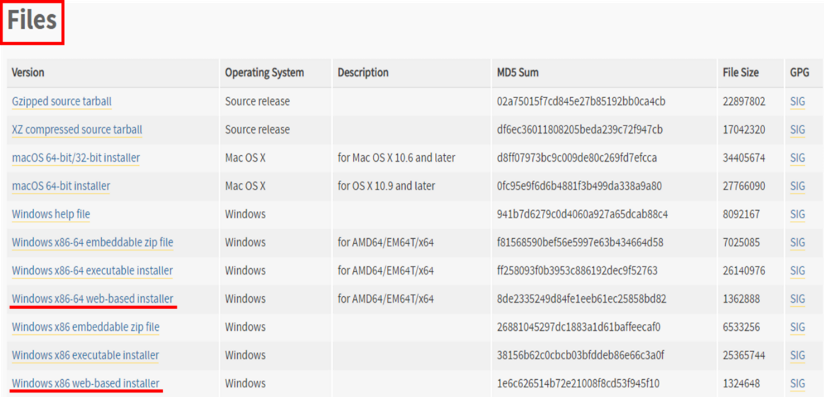 Files
Version Operating System Description MD5 Sum File Size GPG
Gzipped source tarball Source release 02a75015f7cd845e27b85192bb0ca4cb 22897802 SIG
XZ compressed source tarball Source release df6ec36011808205beda239c72f947cb 17042320 SIG
macOS 64-bit/32-bit installer Mac OS X for Mac OS X 10.6 and later d8ff07973bc9c009de80c269fd7efcca 34405674 SIG
macOS 64-bit installer Mac OS X for OS X 10.9 and later 0fc95e9f6d6b4881f3b499da338a9a80 27766090 SIG
Windows help file Windows 941b7d6279c0d4060a927a65dcab88c4 8092167 SIG
Windows x86-64 embeddable zip file Windows for AMD64/EM64T/x64 f81568590bef56e5997e63b434664d58 7025085 SIG
Windows x86-64 executable installer Windows for AMD64/EM64T/x64 ff258093f0b3953c886192dec9f52763 26140976 SIG
Windows x86-64 web-based installer Windows for AMD64/EM64T/x64 8de2335249d84fe1eeb61ec25858bd82 1362888 SIG
Windows x86 embeddable zip file Windows 26881045297dc1883a1d61baffeecaf0 6533256 SIG
Windows x86 executable installer Windows 38156b62c0cbcb03bfddeb86e66c3a0f 25365744 SIG
Windows x86 web-based installer Windows 1e6c626514b72e21008f8cd53f945f10 1324648 SIG